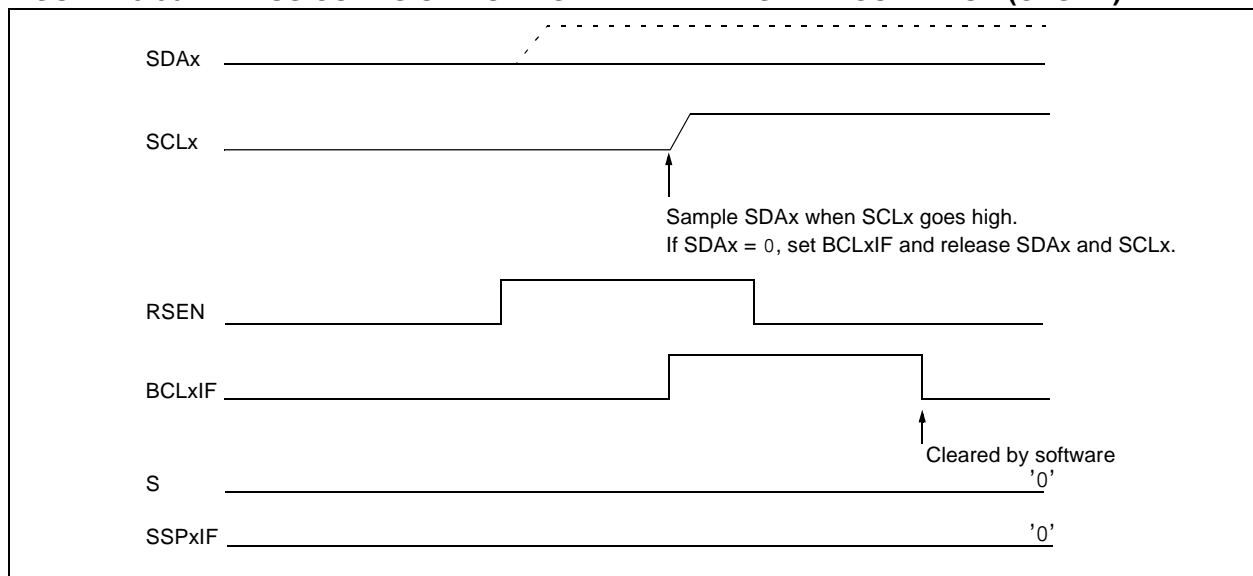 SDAx
SCLx
Sample SDAx when SCLx goes high.
If SDAx = 0, set BCLxIF and release SDAx and SCLx.
RSEN
BCLxIF
Cleared by software
S
'0'
SSPxIF
'0'